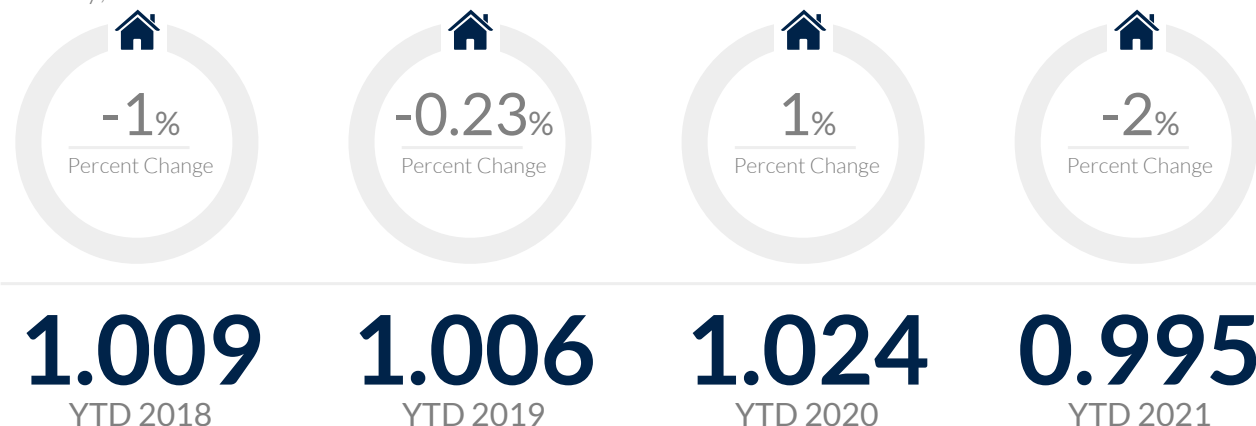 -1% -0.23% 1% -2%
Percent Change Percent Change Percent Change Percent Change
1.009 1.006 1.024 0.995
YTD 2018 YTD 2019 YTD 2020 YTD 2021